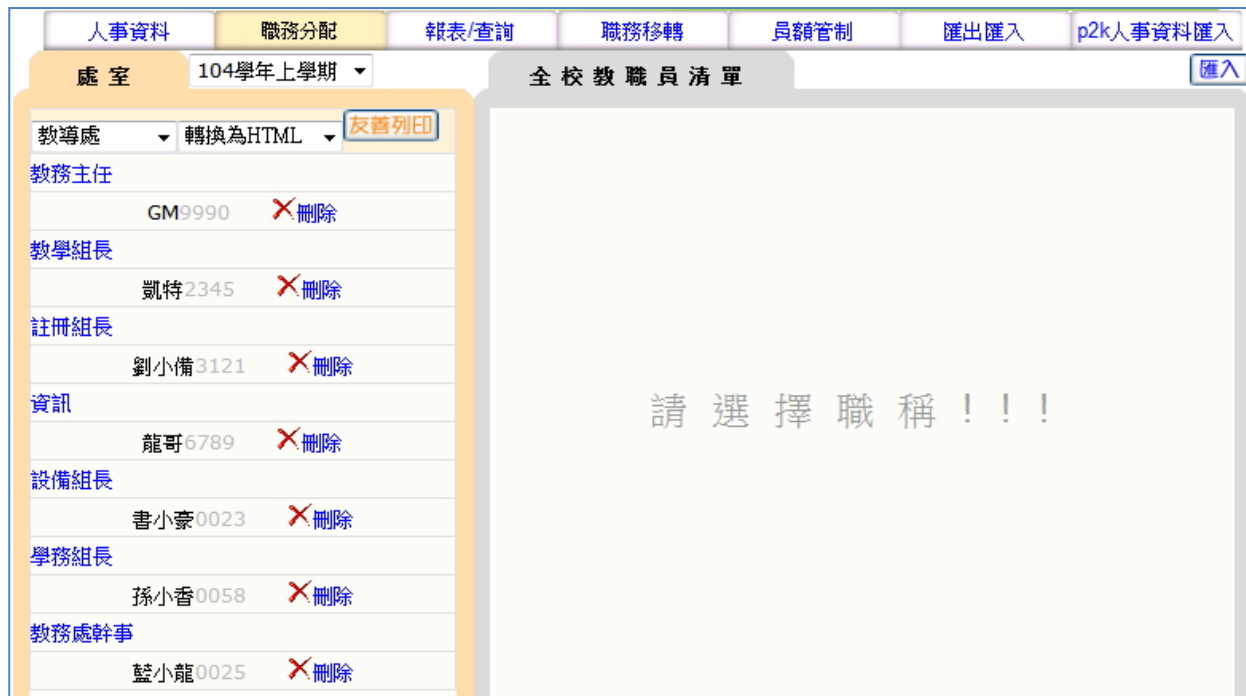 人事資料 職務分配 報表/查詢 職務移轉 員額管制 匯出匯入 p2k人事資料匯入
處室 104學年上學期 全校教職員清單 匯入
教導處 轉換為HTML 友善列印
教務主任
GM9990 刪除
教學組長
凱特2345 刪除
註冊組長
劉小備3121 刪除
資訊
請選擇職稱!!!
龍哥6789 刪除
設備組長
書小豪0023 刪除
學務組長
孫小香0058 刪除
教務處幹事
藍小龍0025 刪除